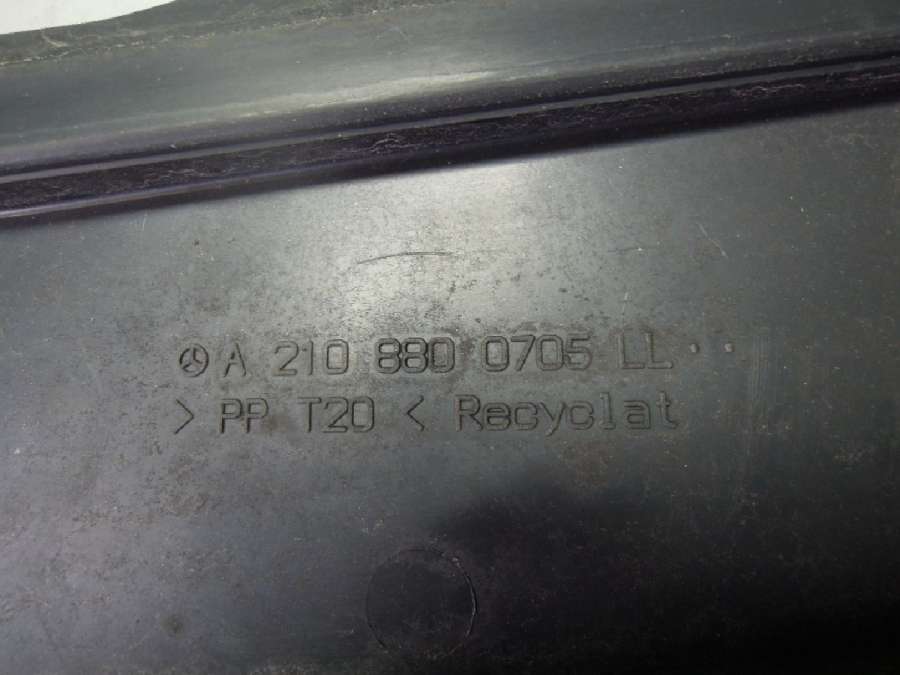 A 210 880 0705 LL ··
> PP T20 < Recyclat